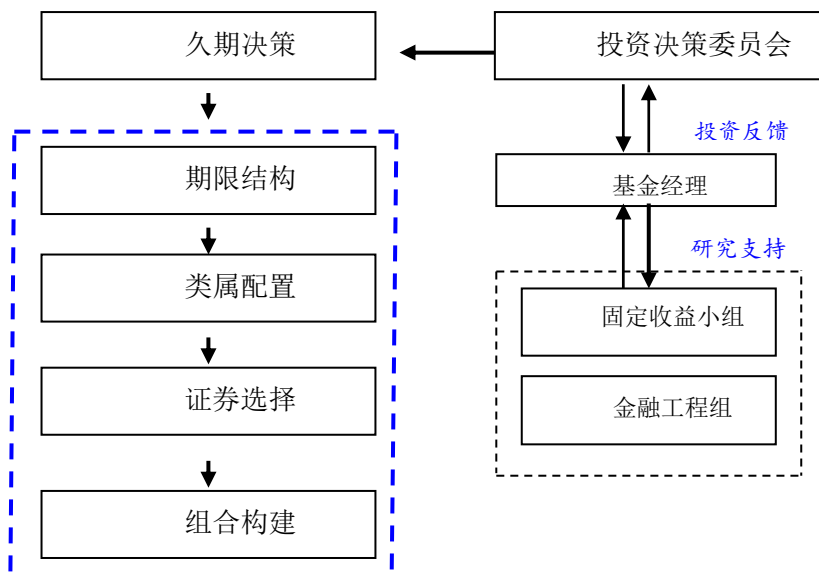 久期决策
投资决策委员会
投资反馈
期限结构
基金经理
研究支持
类属配置
固定收益小组
证券选择
金融工程组
组合构建